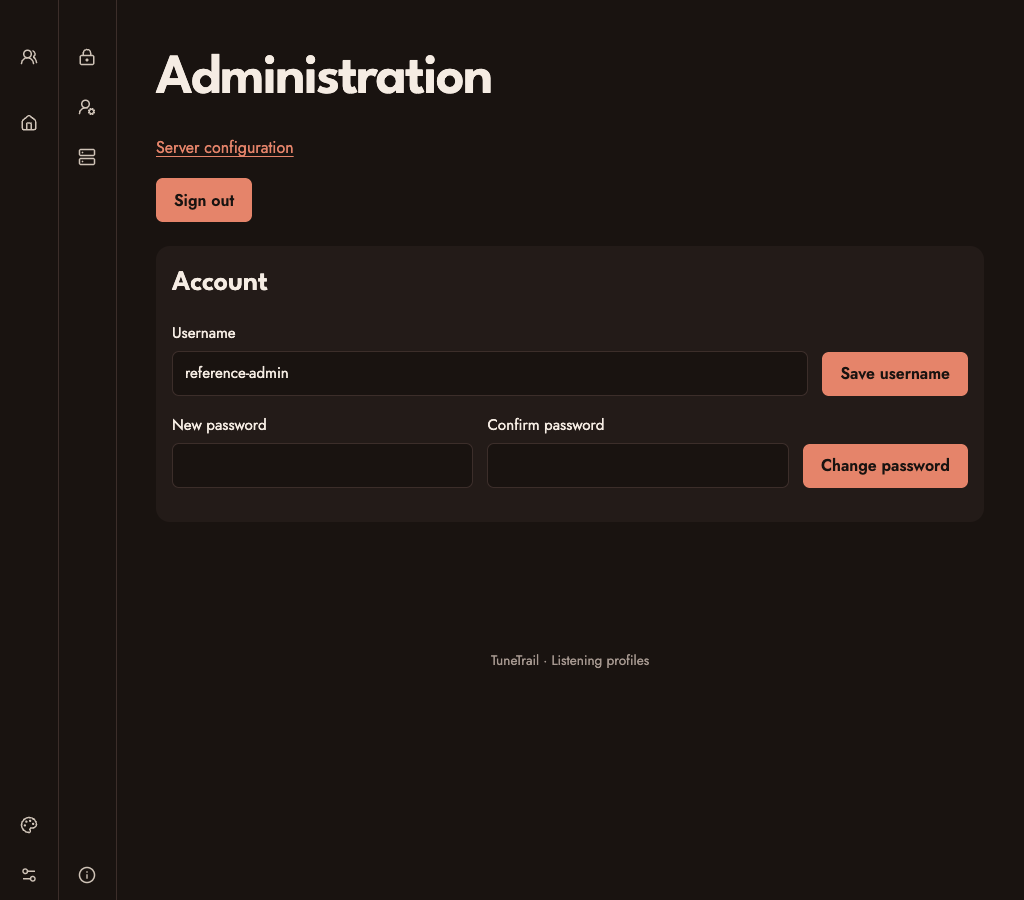 Administration
Server configuration
Sign out
Account
Username
reference-admin
Save username
New password
Confirm password
Change password
TuneTrail · Listening profiles